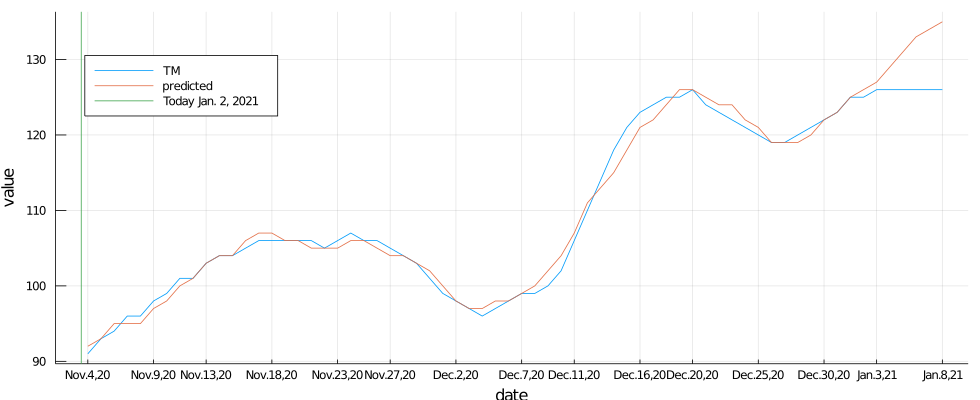 130
120
110
100
90
value
TM
predicted
Today Jan. 2, 2021
Nov.4,20 Nov.9,20 Nov.13,20 Nov.18,20 Nov.23,20 Nov.27,20 Dec.2,20 Dec.7,20 Dec.11,20 Dec.16,20 Dec.20,20 Dec.25,20 Dec.30,20 Jan.3,21 Jan.8,21
date